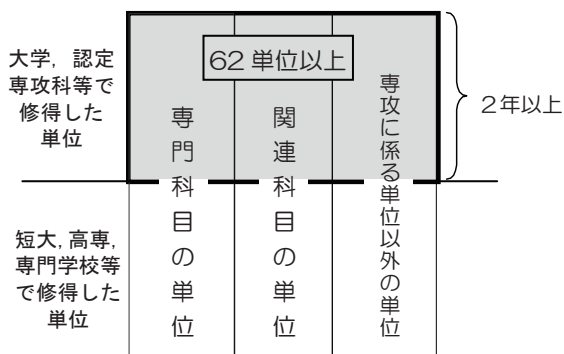 大学，認定
専攻科等で
修得した
単位
62単位以上
専門科目の単位
関連科目の単位
専攻に係る単位以外の単位
2年以上
短大，高専，
専門学校等
で修得した
単位